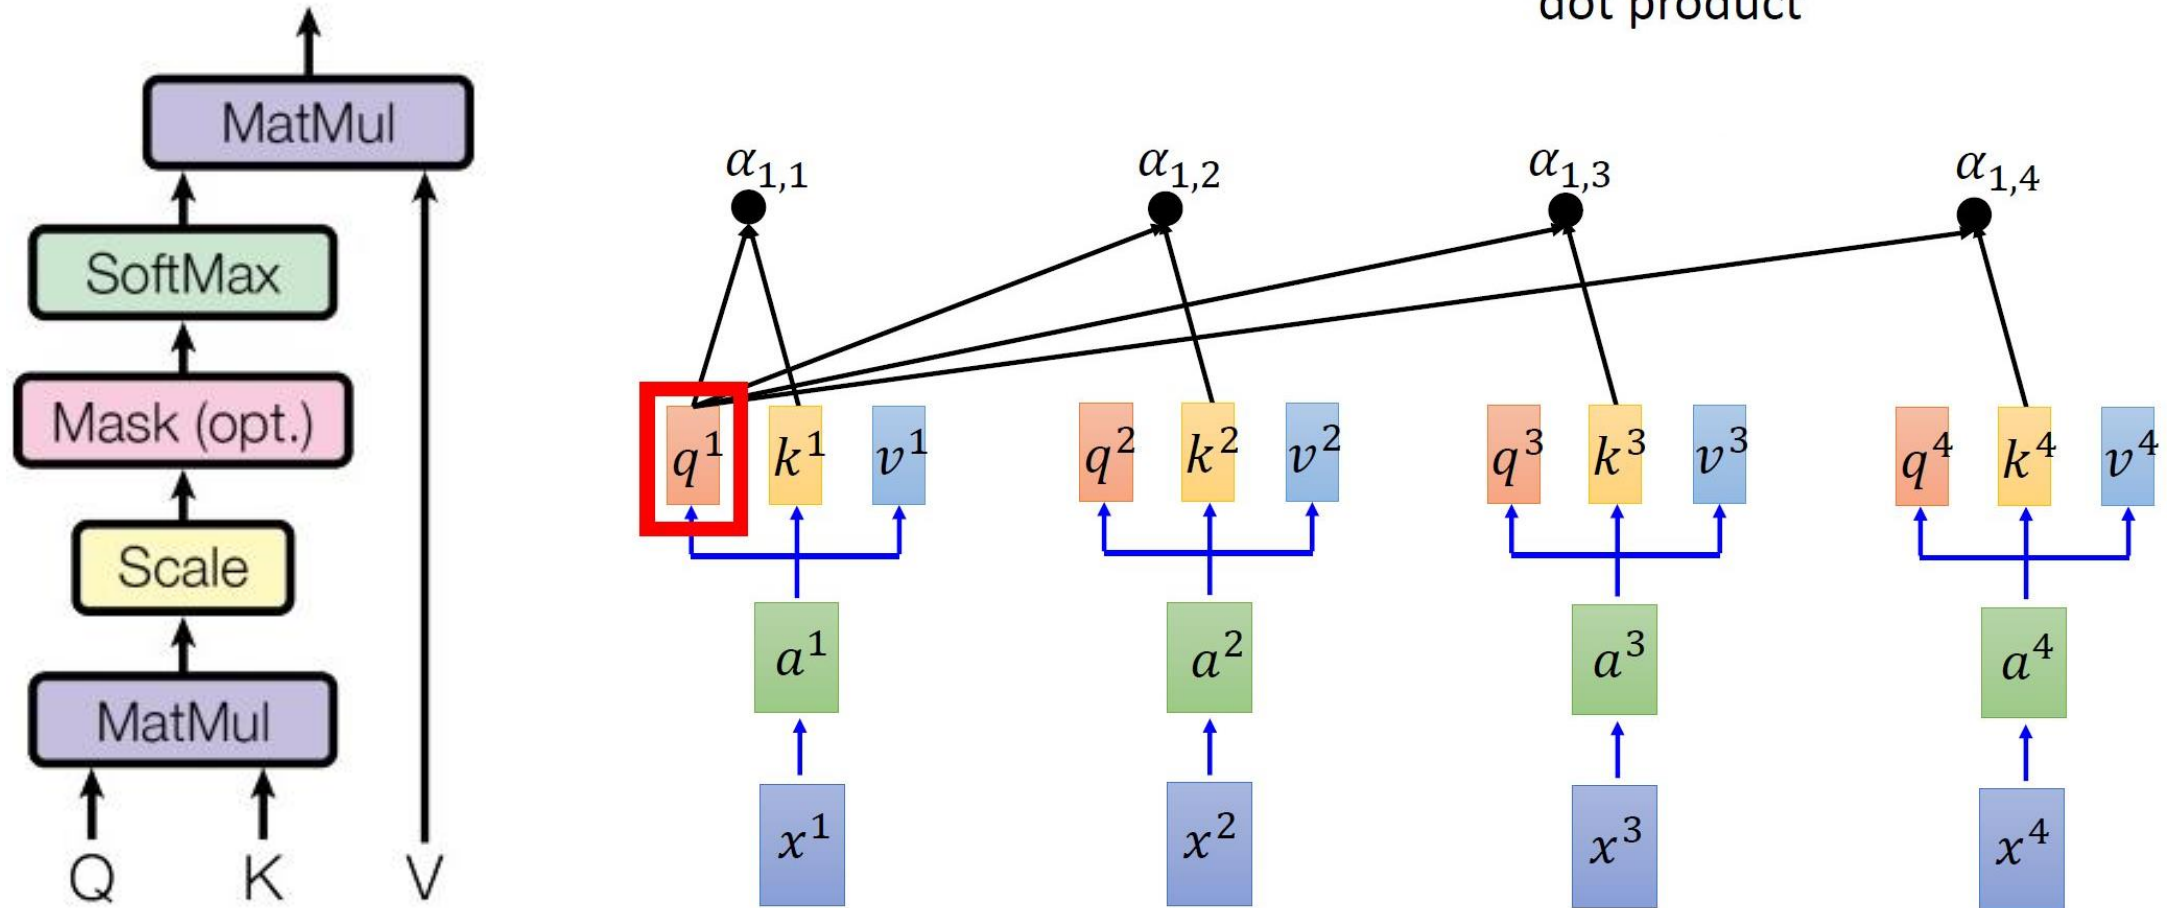 dot product
MatMul
SoftMax
Mask (opt.)
Scale
MatMul
Q K V
α₁,₁ α₁,₂ α₁,₃ α₁,₄
q¹ k¹ v¹ q² k² v² q³ k³ v³ q⁴ k⁴ v⁴
a¹ a² a³ a⁴
x¹ x² x³ x⁴